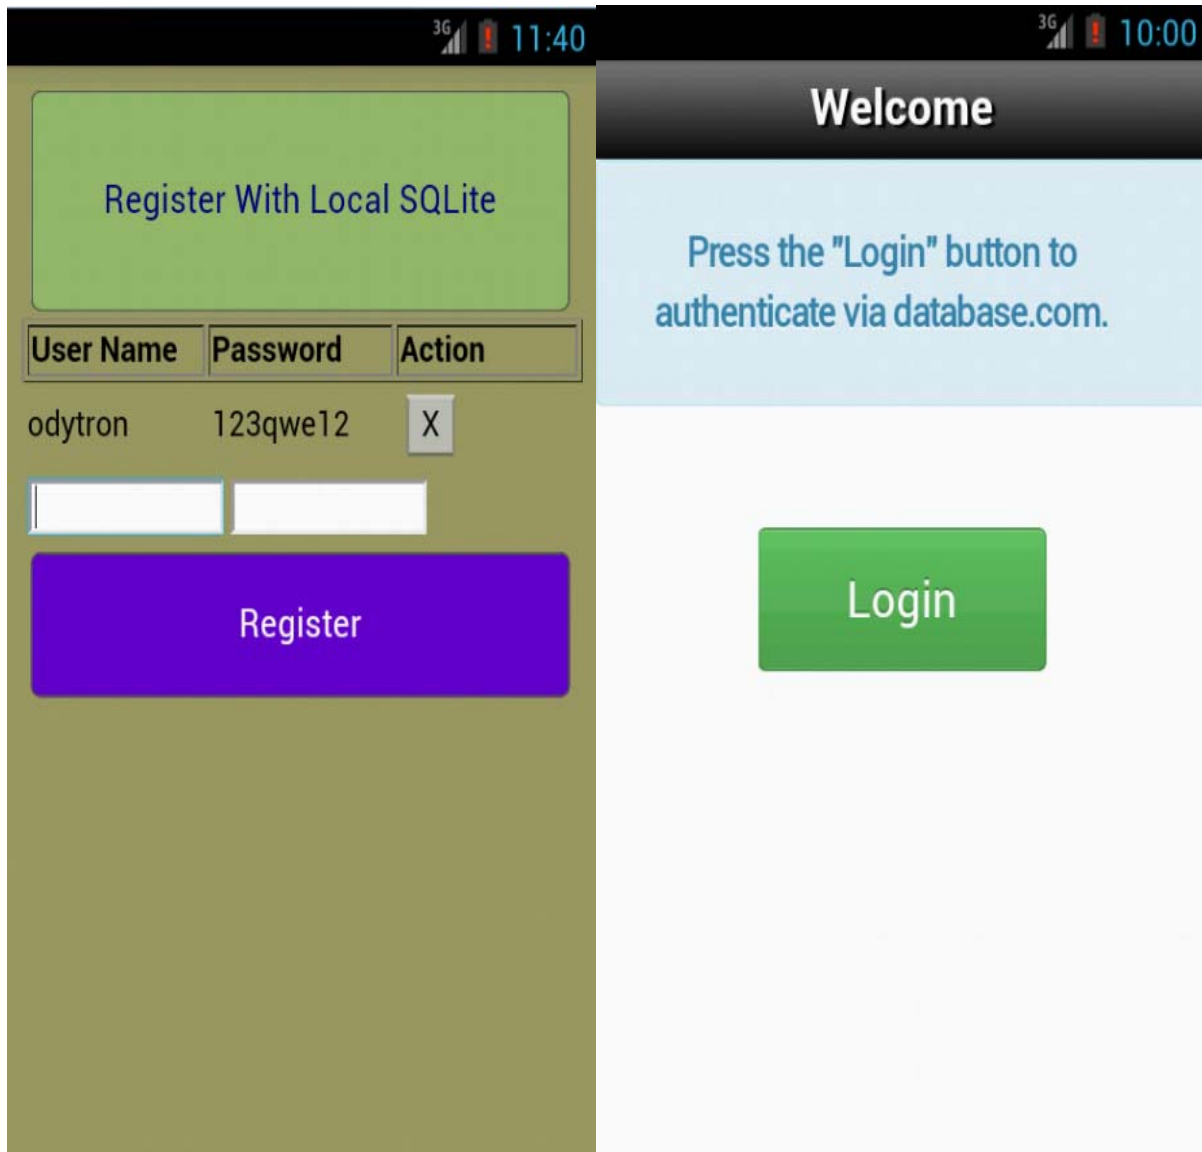 3G 11:40
Register With Local SQLite
User Name Password Action
odytron 123qwe12 X
Register
3G 10:00
Welcome
Press the "Login" button to
authenticate via database.com.
Login